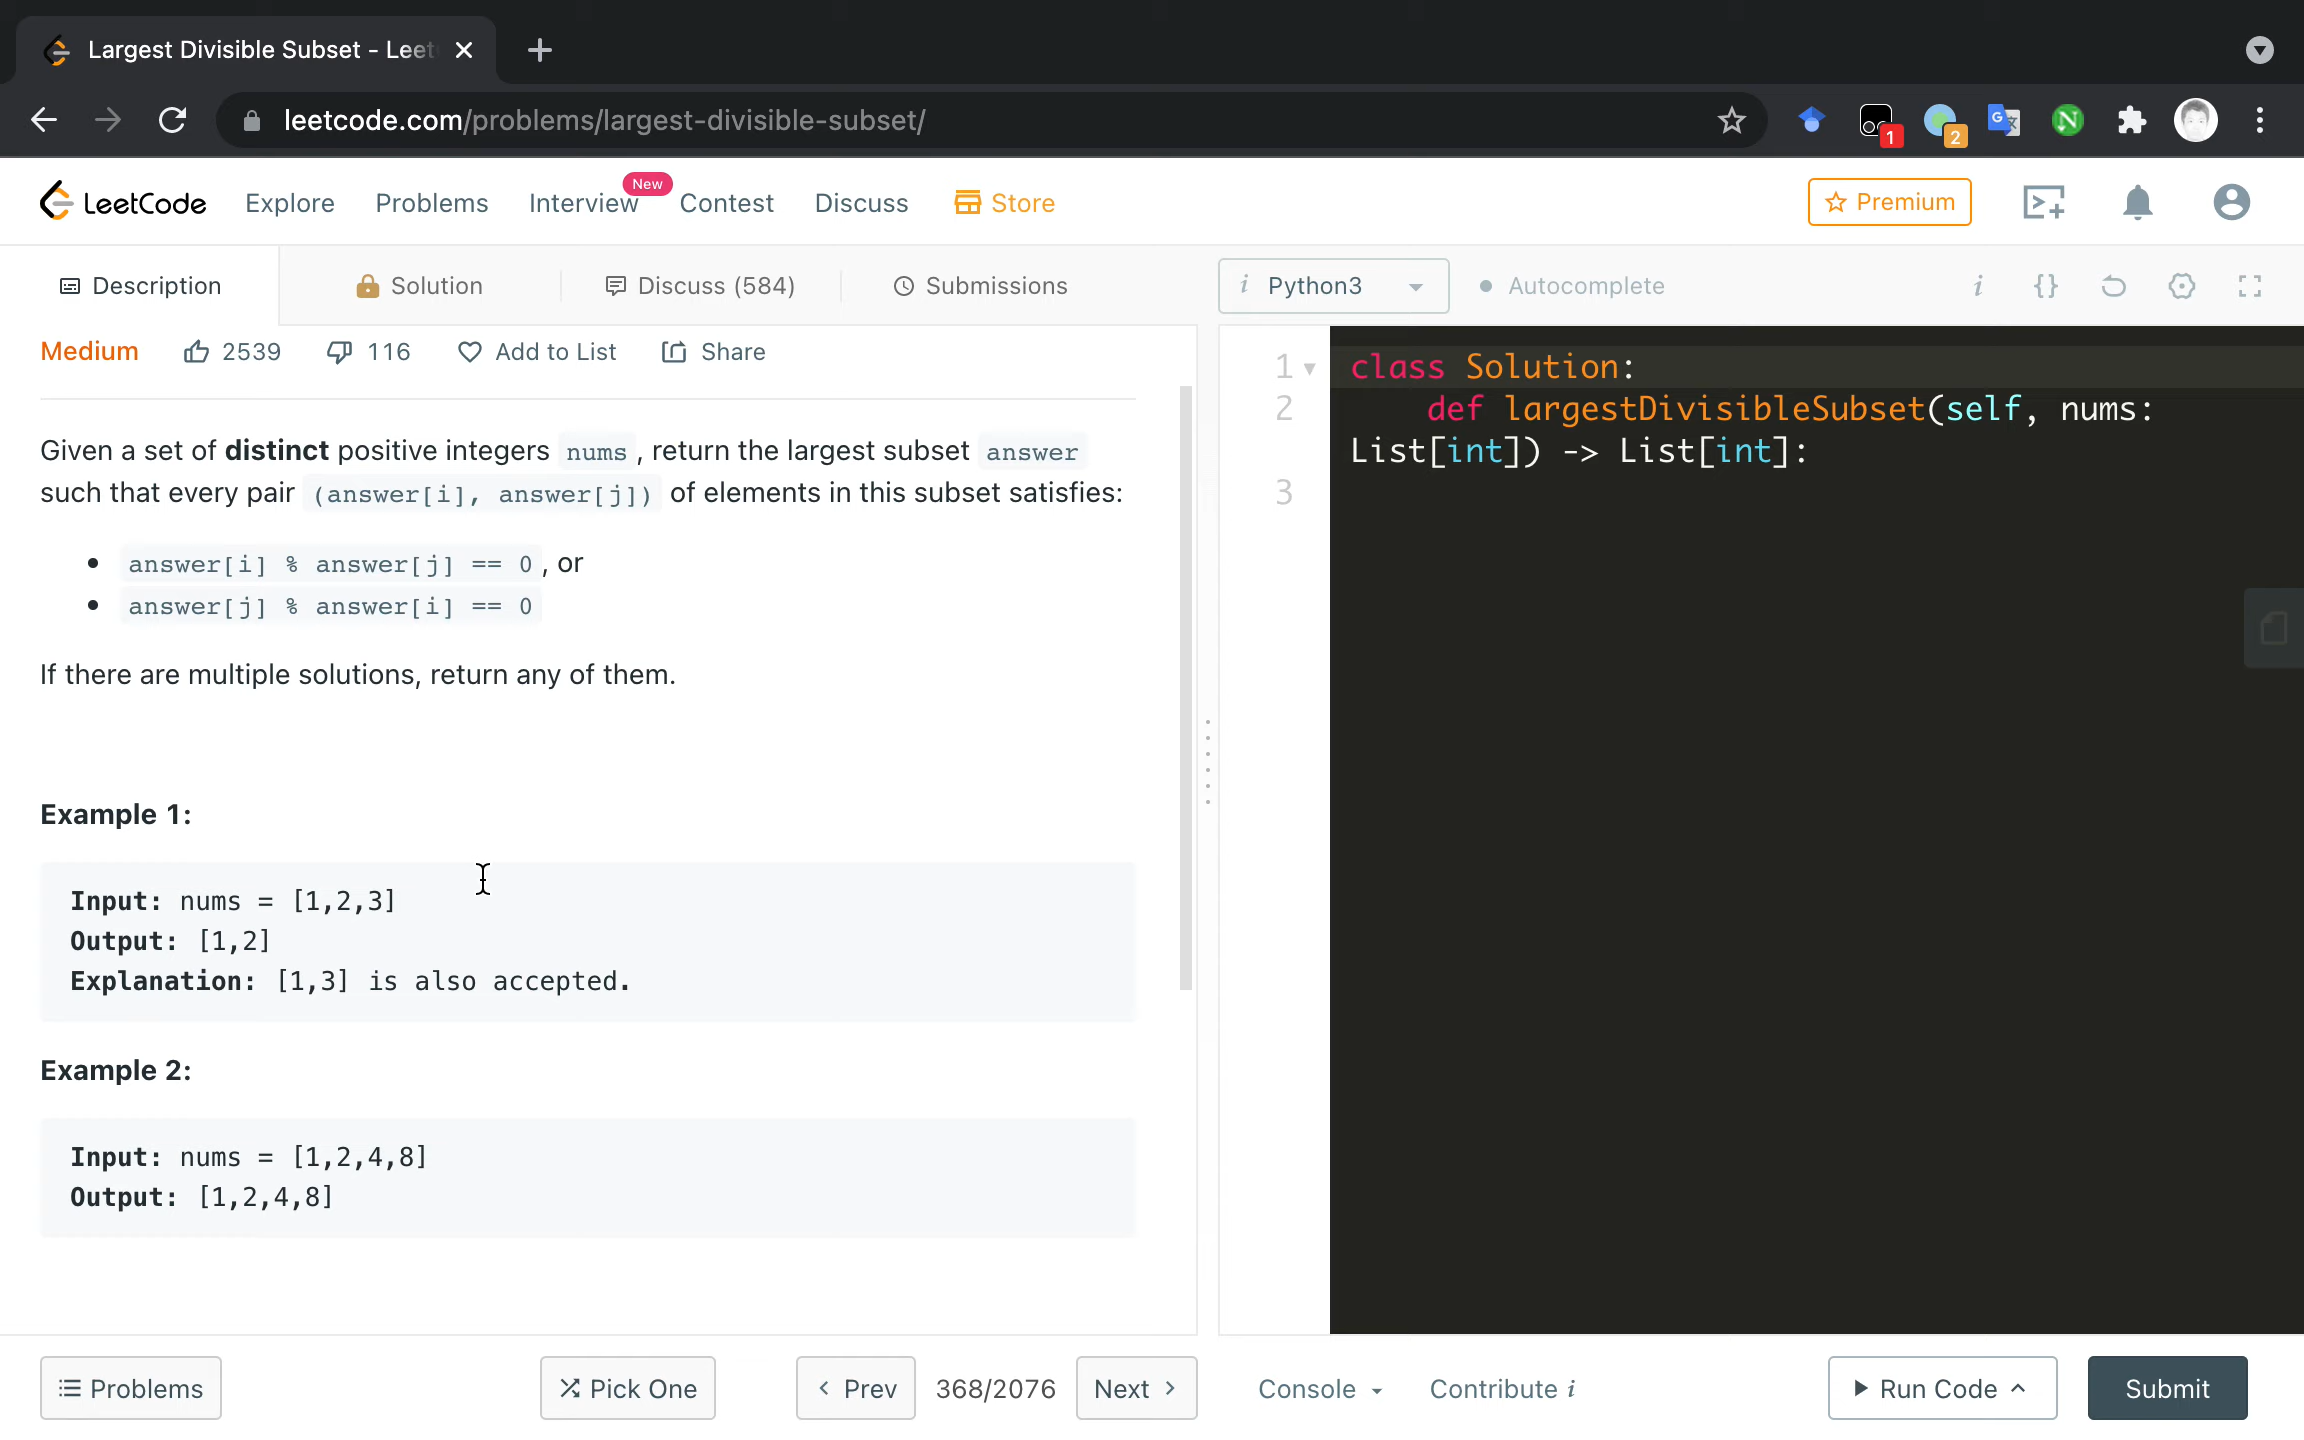 Largest Divisible Subset - Leet
leetcode.com/problems/largest-divisible-subset/
1
2
G
N
LeetCode
Explore
Problems
Interview
New
Contest
Discuss
Store
Premium
Description
Solution
Discuss (584)
Submissions
i Python3
Autocomplete
i {}
Medium
2539
116
Add to List
Share
Given a set of distinct positive integers nums, return the largest subset answer
such that every pair (answer[i], answer[j]) of elements in this subset satisfies:
• answer[i] % answer[j] == 0, or
• answer[j] % answer[i] == 0
If there are multiple solutions, return any of them.
Example 1:
Input: nums = [1,2,3]
Output: [1,2]
Explanation: [1,3] is also accepted.
Example 2:
Input: nums = [1,2,4,8]
Output: [1,2,4,8]
1 class Solution:
2 def largestDivisibleSubset(self, nums:
List[int]) -> List[int]:
3
Problems
Pick One
Prev
368/2076
Next
Console
Contribute i
Run Code
Submit